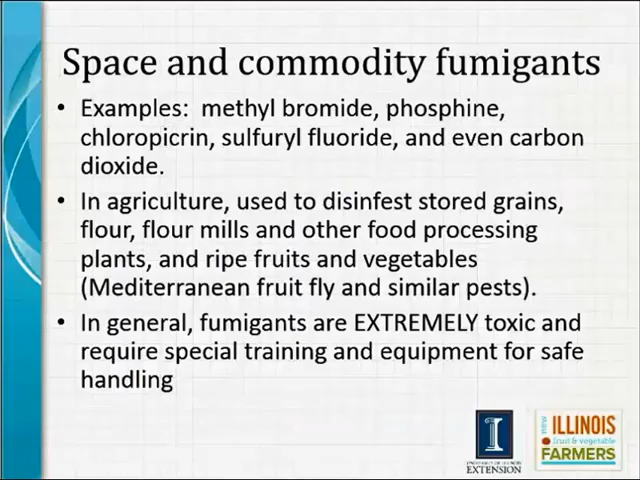 Space and commodity fumigants
• Examples:  methyl bromide, phosphine,
chloropicrin, sulfuryl fluoride, and even carbon
dioxide.
• In agriculture, used to disinfest stored grains,
flour, flour mills and other food processing
plants, and ripe fruits and vegetables
(Mediterranean fruit fly and similar pests).
• In general, fumigants are EXTREMELY toxic and
require special training and equipment for safe
handling
I
UNIVERSITY OF ILLINOIS
EXTENSION
new
ILLINOIS
fruit & vegetable
FARMERS